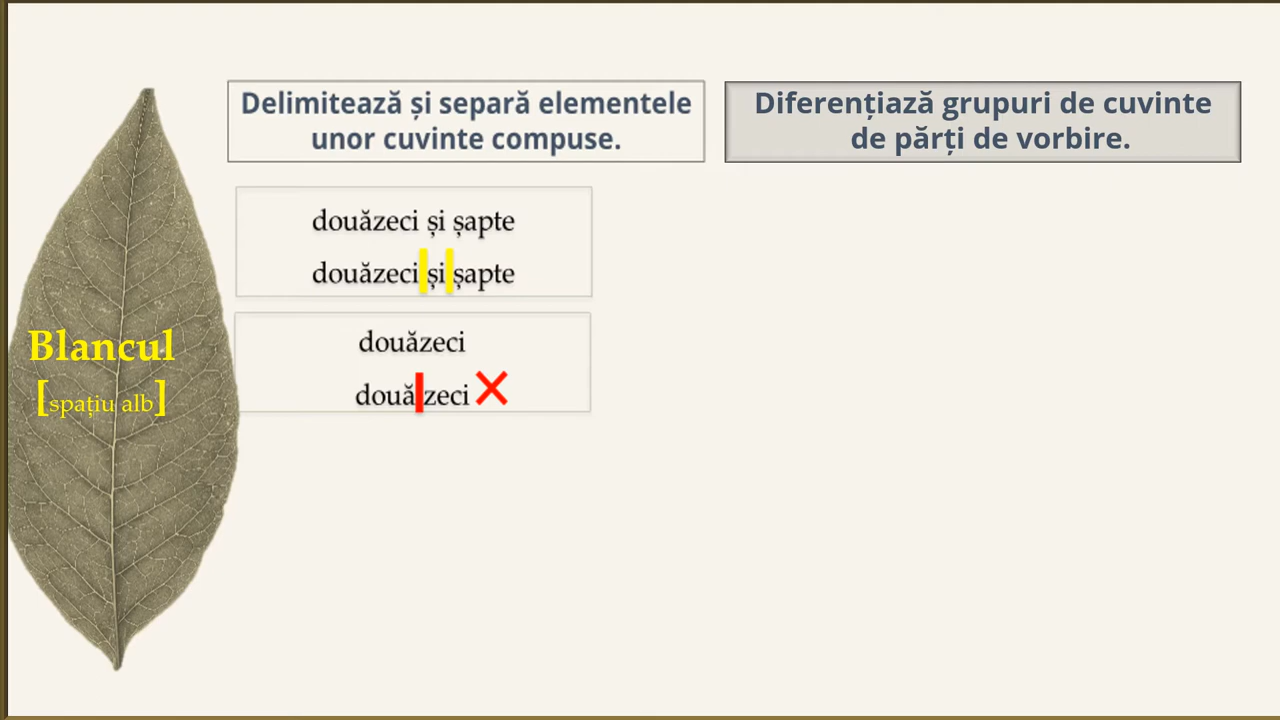 Delimitează și separă elementele
unor cuvinte compuse.
Diferențiază grupuri de cuvinte
de părți de vorbire.
douăzeci și șapte
douăzeci și șapte
douăzeci
două zeci
Blancul
[spațiu alb]